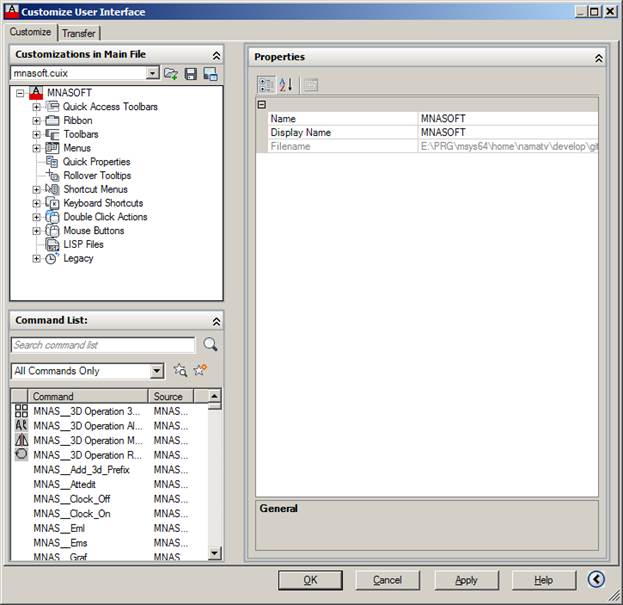 Customize User Interface
Customize
Transfer
Customizations in Main File
mnasoft.cuix
MNASOFT
Quick Access Toolbars
Ribbon
Toolbars
Menus
Quick Properties
Rollover Tooltips
Shortcut Menus
Keyboard Shortcuts
Double Click Actions
Mouse Buttons
LISP Files
Legacy
Command List:
Search command list
All Commands Only
Command Source
MNAS__3D Operation 3... MNAS...
MNAS__3D Operation Al... MNAS...
MNAS__3D Operation M... MNAS...
MNAS__3D Operation R... MNAS...
MNAS__Add_3d_Prefix MNAS...
MNAS__Attedit MNAS...
MNAS__Clock_Off MNAS...
MNAS__Clock_On MNAS...
MNAS__Eml MNAS...
MNAS__Ems MNAS...
MNAS__Graf MNAS...
Properties
Name MNASOFT
Display Name MNASOFT
Filename E:\PRG\msys64\home\namatv\develop\git
General
OK Cancel Apply Help